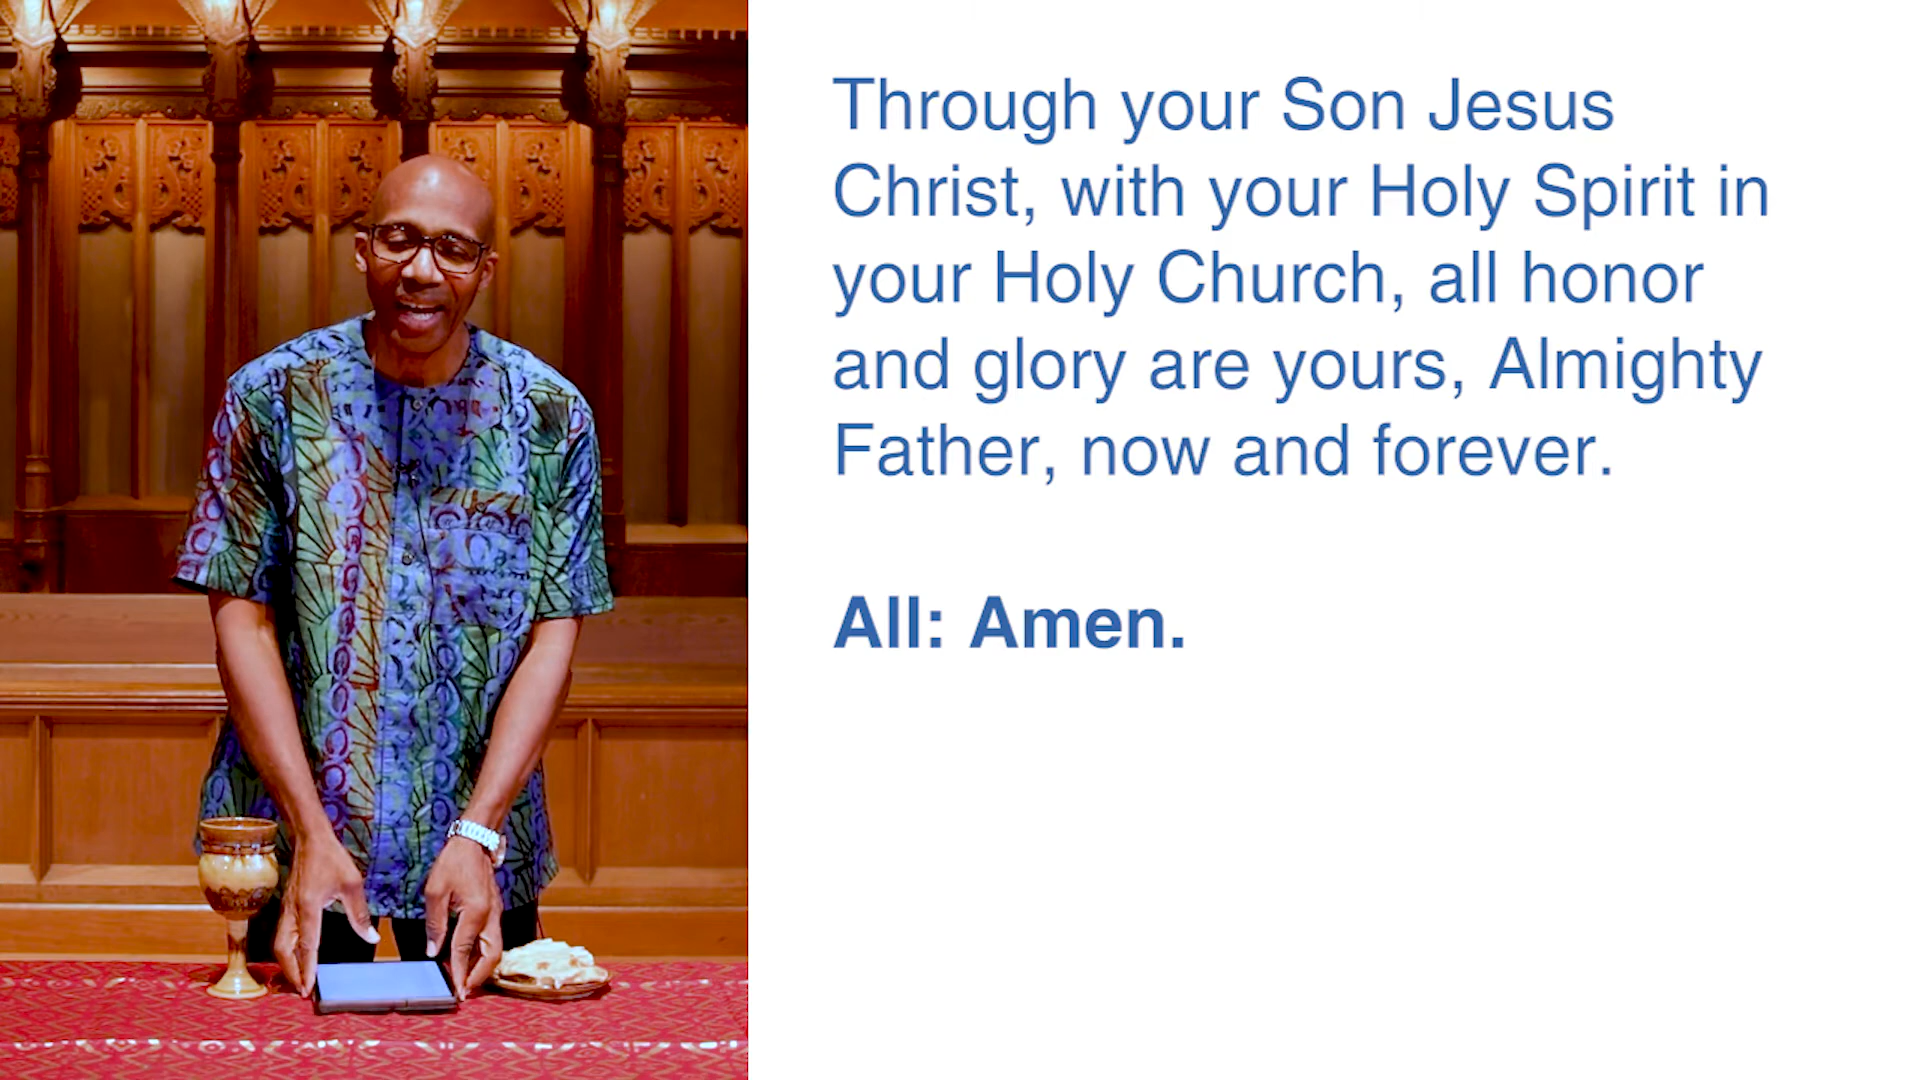 Through your Son Jesus
Christ, with your Holy Spirit in
your Holy Church, all honor
and glory are yours, Almighty
Father, now and forever.
All: Amen.